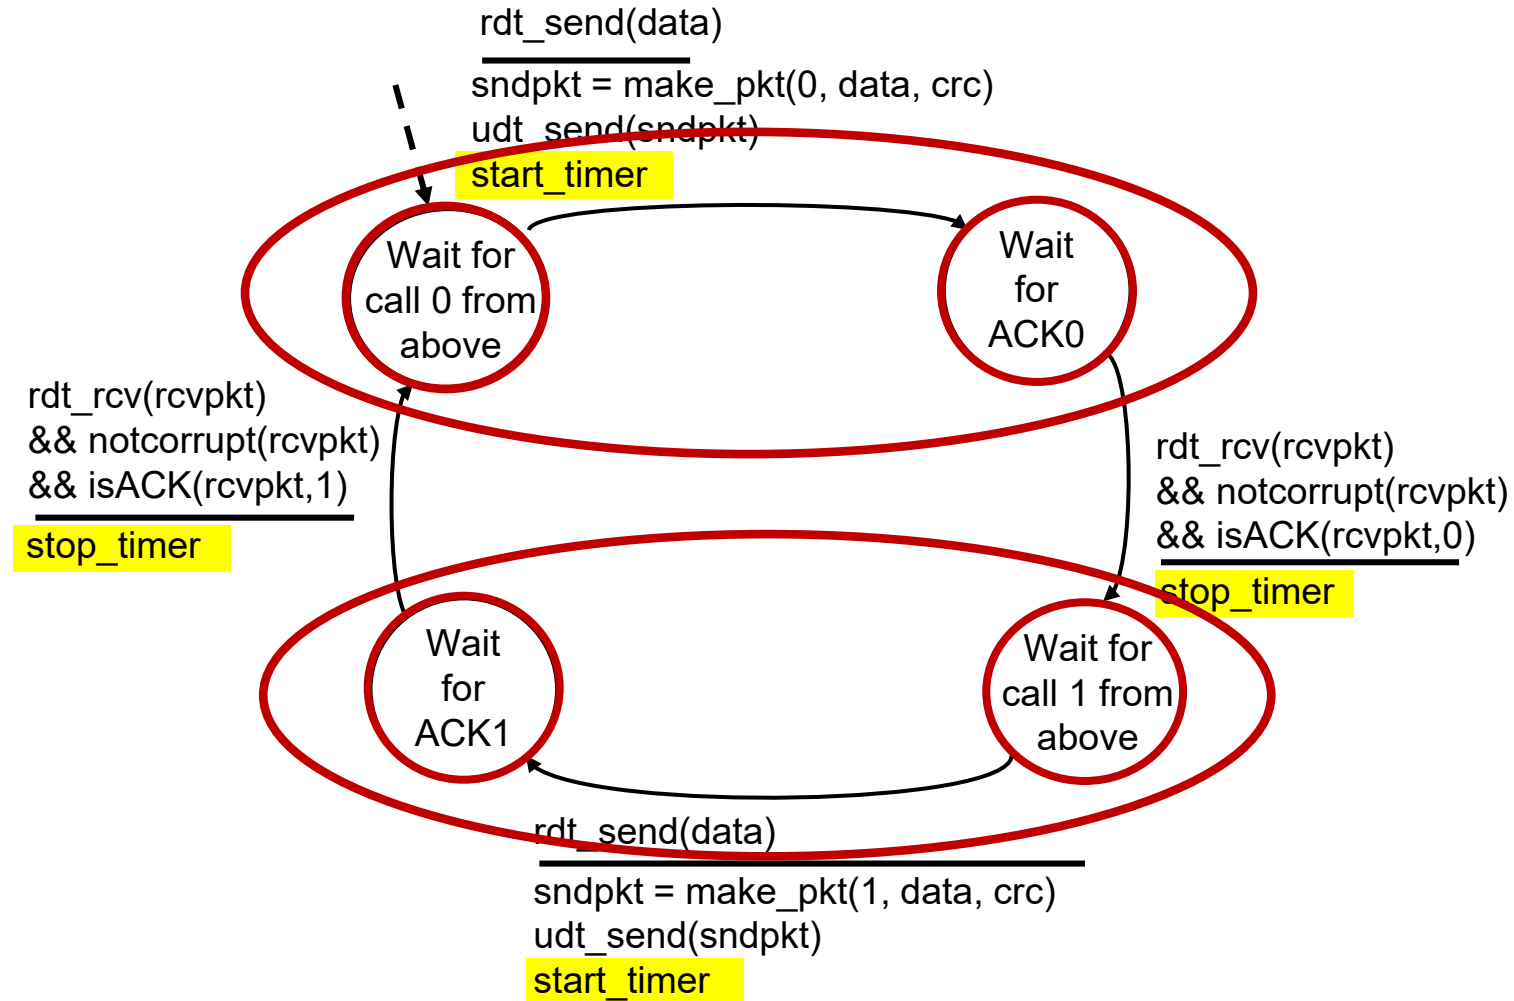 rdt_send(data)
sndpkt = make_pkt(0, data, crc)
udt_send(sndpkt)
start_timer
Wait for
call 0 from
above
Wait
for
ACK0
rdt_rcv(rcvpkt)
&& notcorrupt(rcvpkt)
&& isACK(rcvpkt,1)
stop_timer
rdt_rcv(rcvpkt)
&& notcorrupt(rcvpkt)
&& isACK(rcvpkt,0)
stop_timer
Wait
for
ACK1
Wait for
call 1 from
above
rdt_send(data)
sndpkt = make_pkt(1, data, crc)
udt_send(sndpkt)
start_timer